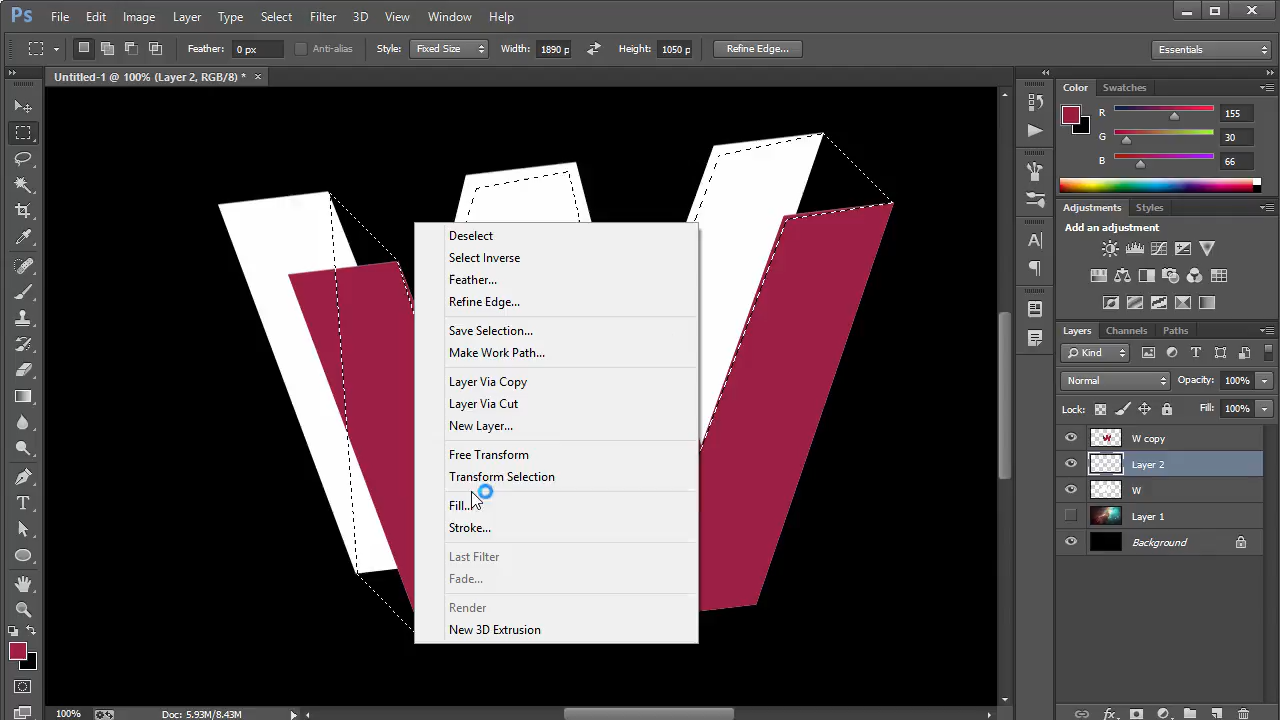 Ps File Edit Image Layer Type Select Filter 3D View Window Help
Feather: 0 px Anti-alias Style: Fixed Size Width: 1890 p Height: 1050 p Refine Edge... Essentials
Untitled-1 @ 100% (Layer 2, RGB/8) *
Color Swatches
R 155
G 30
B 66
Adjustments Styles
Add an adjustment
Layers Channels Paths
Kind
Normal Opacity: 100%
Lock: Fill: 100%
W copy
Layer 2
W
Layer 1
Background
Deselect
Select Inverse
Feather...
Refine Edge...
Save Selection...
Make Work Path...
Layer Via Copy
Layer Via Cut
New Layer...
Free Transform
Transform Selection
Fill...
Stroke...
Last Filter
Fade...
Render
New 3D Extrusion
100% Doc: 5.93M/8.43M